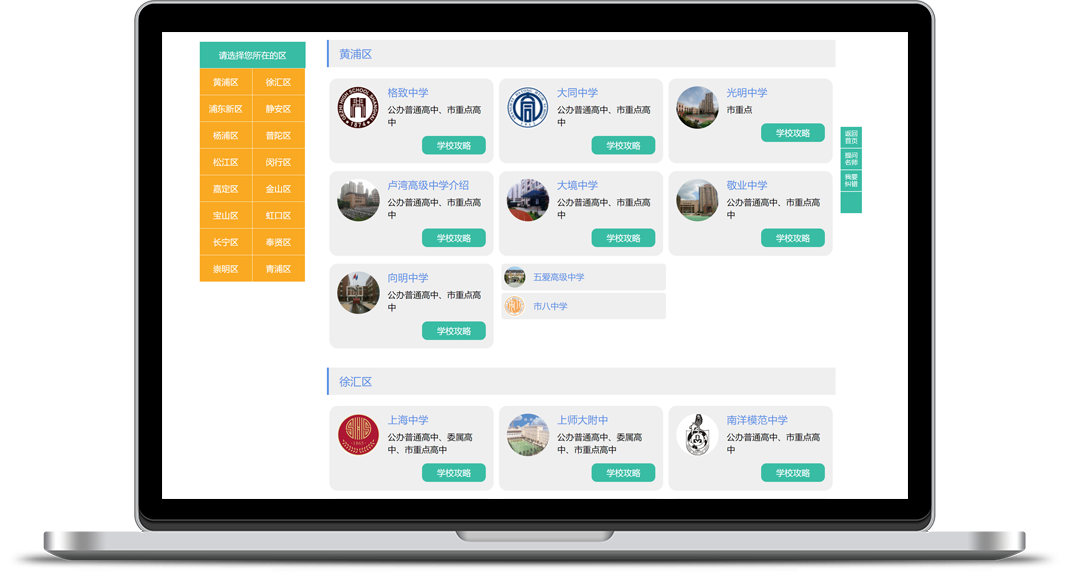 请选择您所在的区
黄浦区 徐汇区
浦东新区 静安区
杨浦区 普陀区
松江区 闵行区
嘉定区 金山区
宝山区 虹口区
长宁区 奉贤区
崇明区 青浦区
黄浦区
格致中学
公办普通高中、市重点高
中
学校攻略
大同中学
公办普通高中、市重点高
中
学校攻略
光明中学
市重点
学校攻略
卢湾高级中学介绍
公办普通高中、市重点高
中
学校攻略
大境中学
公办普通高中、市重点高
中
学校攻略
敬业中学
公办普通高中、市重点高
中
学校攻略
向明中学
公办普通高中、市重点高
中
学校攻略
五爱高级中学
市八中学
徐汇区
上海中学
公办普通高中、委属高
中、市重点高中
学校攻略
上师大附中
公办普通高中、委属高
中、市重点高中
学校攻略
南洋模范中学
公办普通高中、市重点高
中
学校攻略
返回
首页
提问
名师
我要
纠错